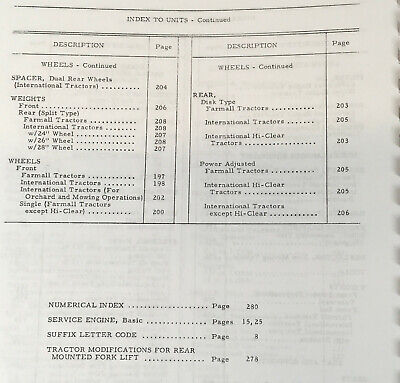 INDEX TO UNITS - Continued
DESCRIPTION Page
WHEELS - Continued
SPACER, Dual Rear Wheels
(International Tractors) .......... 204
WEIGHTS
Front .................... 206
Rear (Split Type)
Farmall Tractors ............ 208
International Tractors ....... 208
w/24" Wheel ............... 207
w/26" Wheel ............... 208
w/28" Wheel ............... 207
WHEELS
Front
Farmall Tractors ............ 197
International Tractors ....... 198
International Tractors (For
Orchard and Mowing Operations) 202
Single (Farmall Tractors
except Hi-Clear) ........... 200
DESCRIPTION Page
WHEELS - Continued
REAR,
Disk Type
Farmall Tractors ............ 203
International Tractors ....... 205
International Hi-Clear
Tractors .................. 203
Power Adjusted
Farmall Tractors ............ 205
International Hi-Clear
Tractors .................. 205
International Tractors
except Hi-Clear ............ 206
NUMERICAL INDEX .................... Page 280
SERVICE ENGINE, Basic ............... Pages 15, 25
SUFFIX LETTER CODE ................. Page 8
TRACTOR MODIFICATIONS FOR REAR
MOUNTED FORK LIFT ................. Page 278